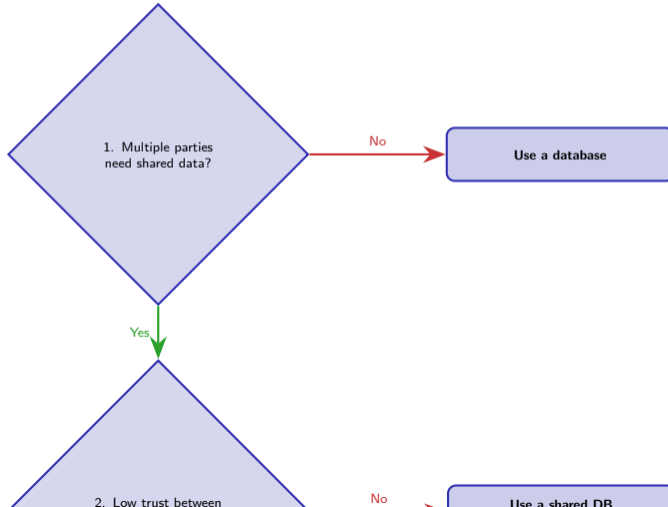 1. Multiple parties
need shared data?
No
Use a database
Yes
2. Low trust between
No
Use a shared DB